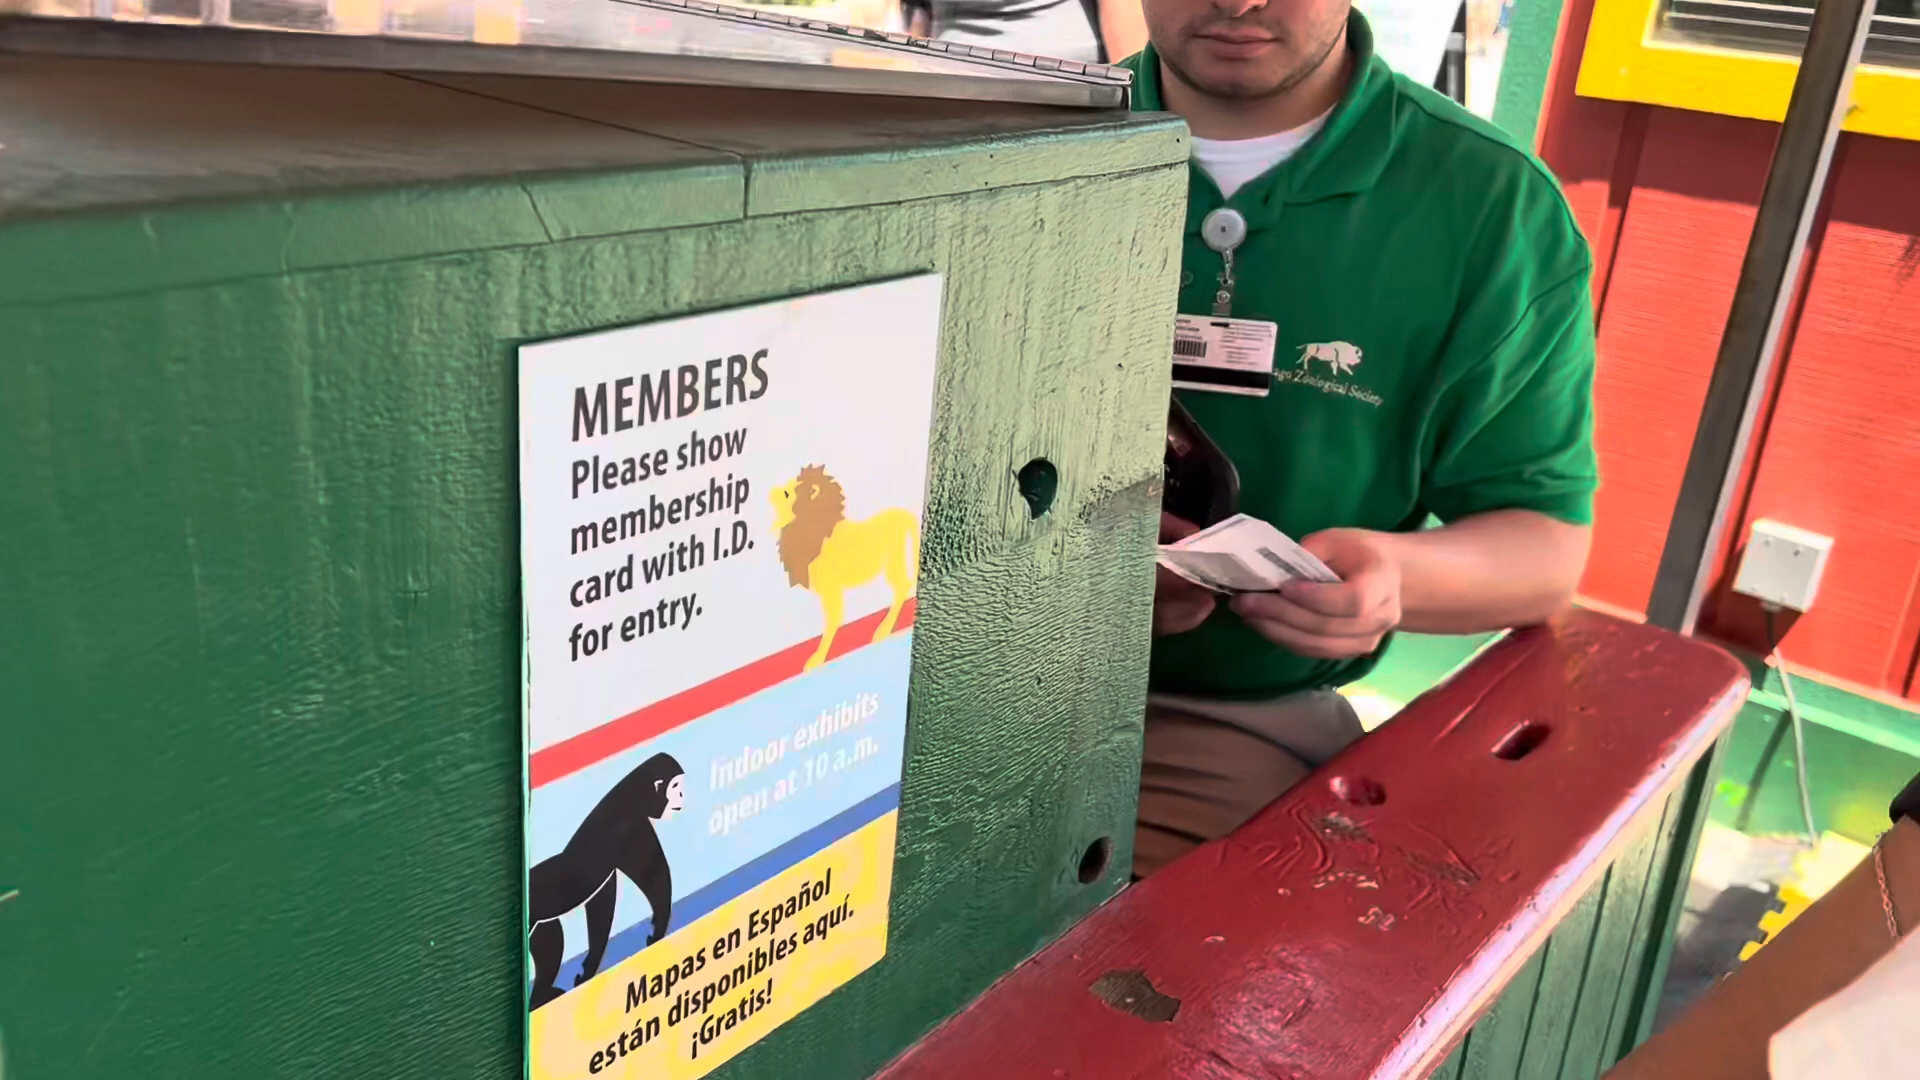 MEMBERS
Please show
membership
card with I.D.
for entry.
Indoor exhibits
open at 10 a.m.
Mapas en Español
están disponibles aquí.
¡Gratis!
Zoological Society